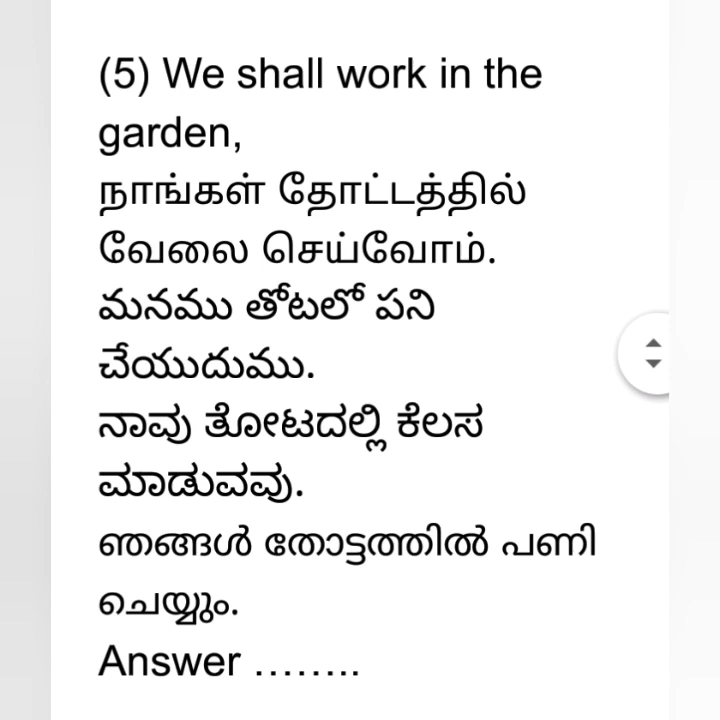 (5) We shall work in the
garden,
நாங்கள் தோட்டத்தில்
வேலை செய்வோம்.
మనము తోటలో పని
చేయుదుము.
ನಾವು ತೋಟದಲ್ಲಿ ಕೆಲಸ
ಮಾಡುವವು.
ഞങ്ങൾ തോട്ടത്തിൽ പണി
ചെയ്യും.
Answer ........